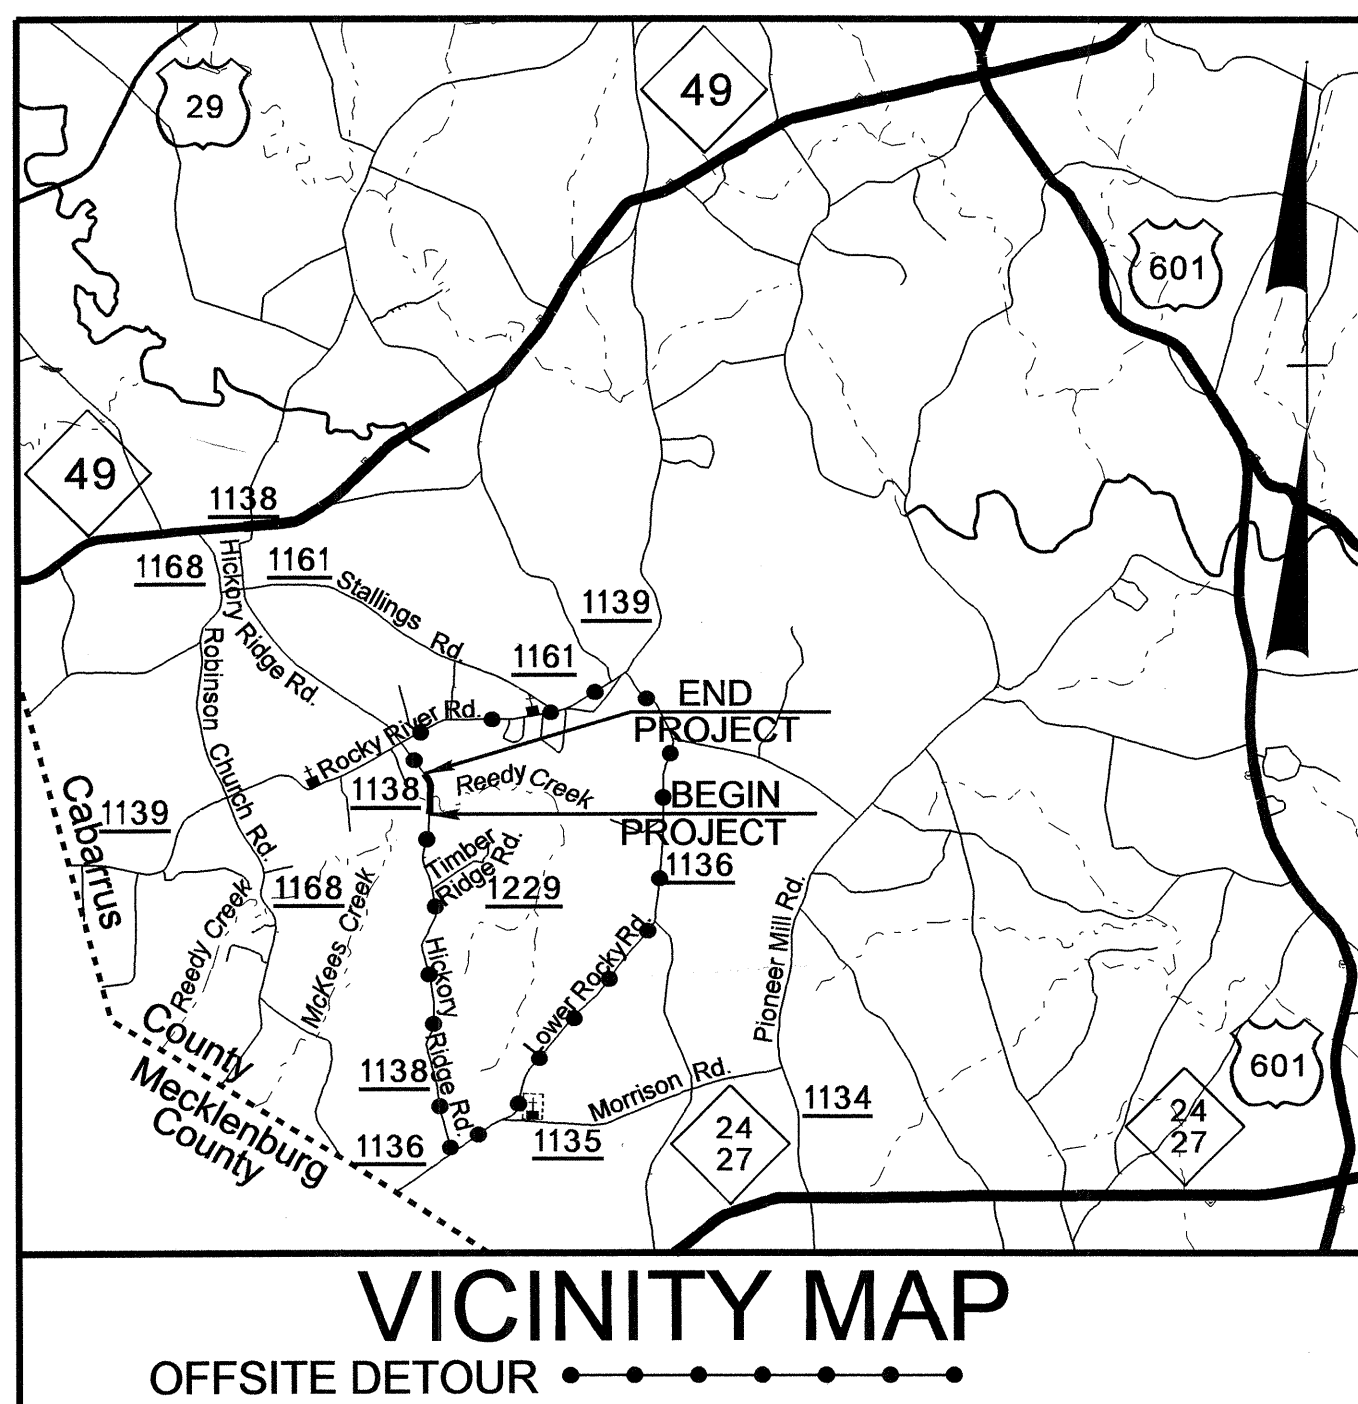 29
49
601
49
1138
1168
Hickory Ridge Rd.
1161
Stallings Rd.
1139
1161
Robinson Church Rd.
END
PROJECT
Rocky River Rd.
1138
Reedy Creek
BEGIN
PROJECT
1139
Cabarrus
County
Timber
Ridge Rd.
1136
1168
1229
McKees Creek
Reedy Creek
Pioneer Mill Rd.
Lower Rocky Rd.
Hickory Ridge Rd
Mecklenburg
County
1138
Morrison Rd.
1136
1135
1134
24
27
24
27
601
VICINITY MAP
OFFSITE DETOUR